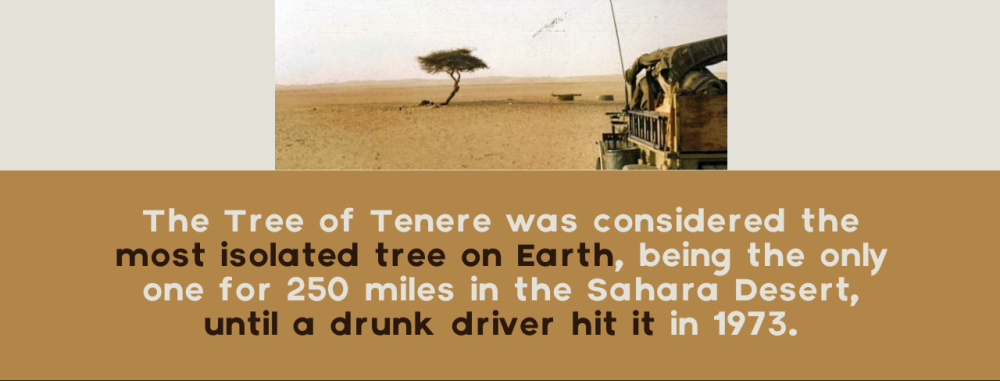 The Tree of Tenere was considered the
most isolated tree on Earth, being the only
one for 250 miles in the Sahara Desert,
until a drunk driver hit it in 1973.